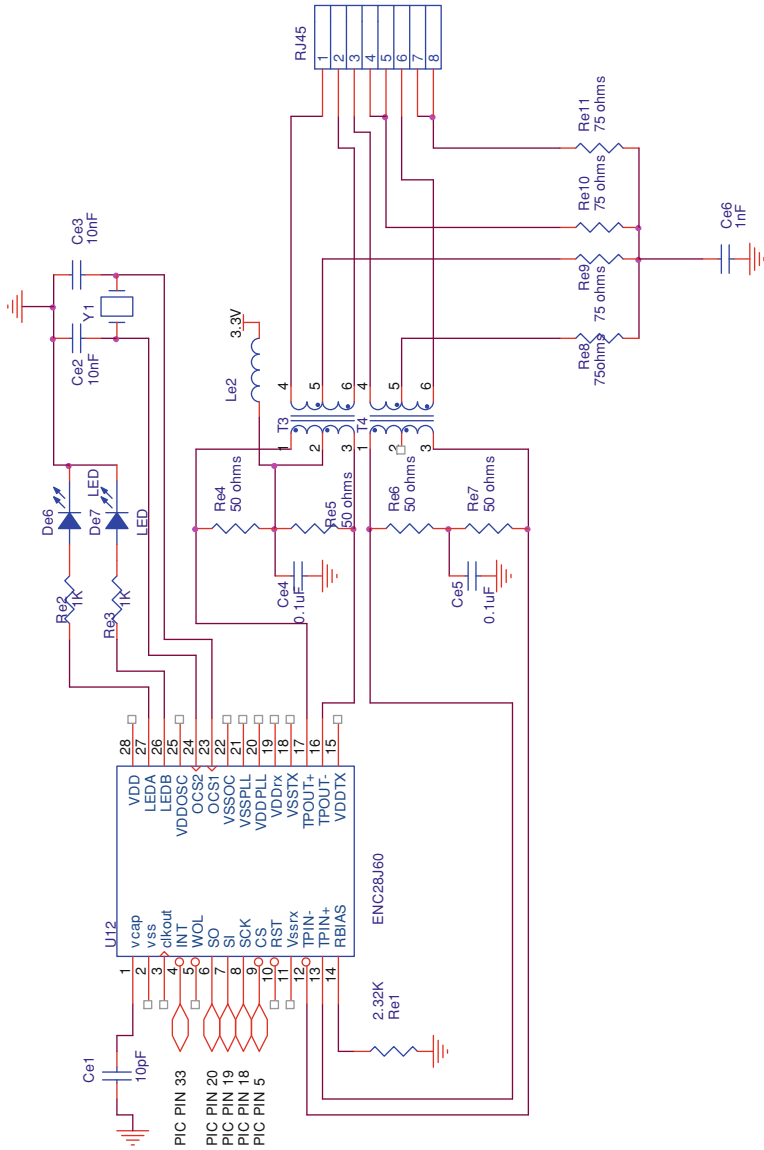 RJ45
1
2
3
4
5
6
7
8
Ce3
10nF
Y1
Ce2
10nF
3.3V
Le2
T3
4
5
6
1
2
3
T4
4
5
6
1
2
3
Re11
75 ohms
Re10
75 ohms
Re9
75 ohms
Re8
75ohms
Ce6
1nF
De6
LED
De7
LED
Re2
1K
Re3
1K
Re4
50 ohms
Re5
50 ohms
Re6
50 ohms
Re7
50 ohms
Ce4
0.1uF
Ce5
0.1uF
U12
ENC28J60
28 VDD
27 LEDA
26 LEDB
25 VDDOSC
24 OCS2
23 OCS1
22 VSSOC
21 VSSPLL
20 VDDPLL
19 VDDrx
18 VSSTX
17 TPOUT+
16 TPOUT-
15 VDDTX
1 vcap
2 vss
3 clkout
4 INT
5 WOL
6 SO
7 SI
8 SCK
9 CS
10 RST
11 Vssrx
12 TPIN-
13 TPIN+
14 RBIAS
Ce1
10pF
PIC PIN 33
PIC PIN 20
PIC PIN 19
PIC PIN 18
PIC PIN 5
2.32K
Re1